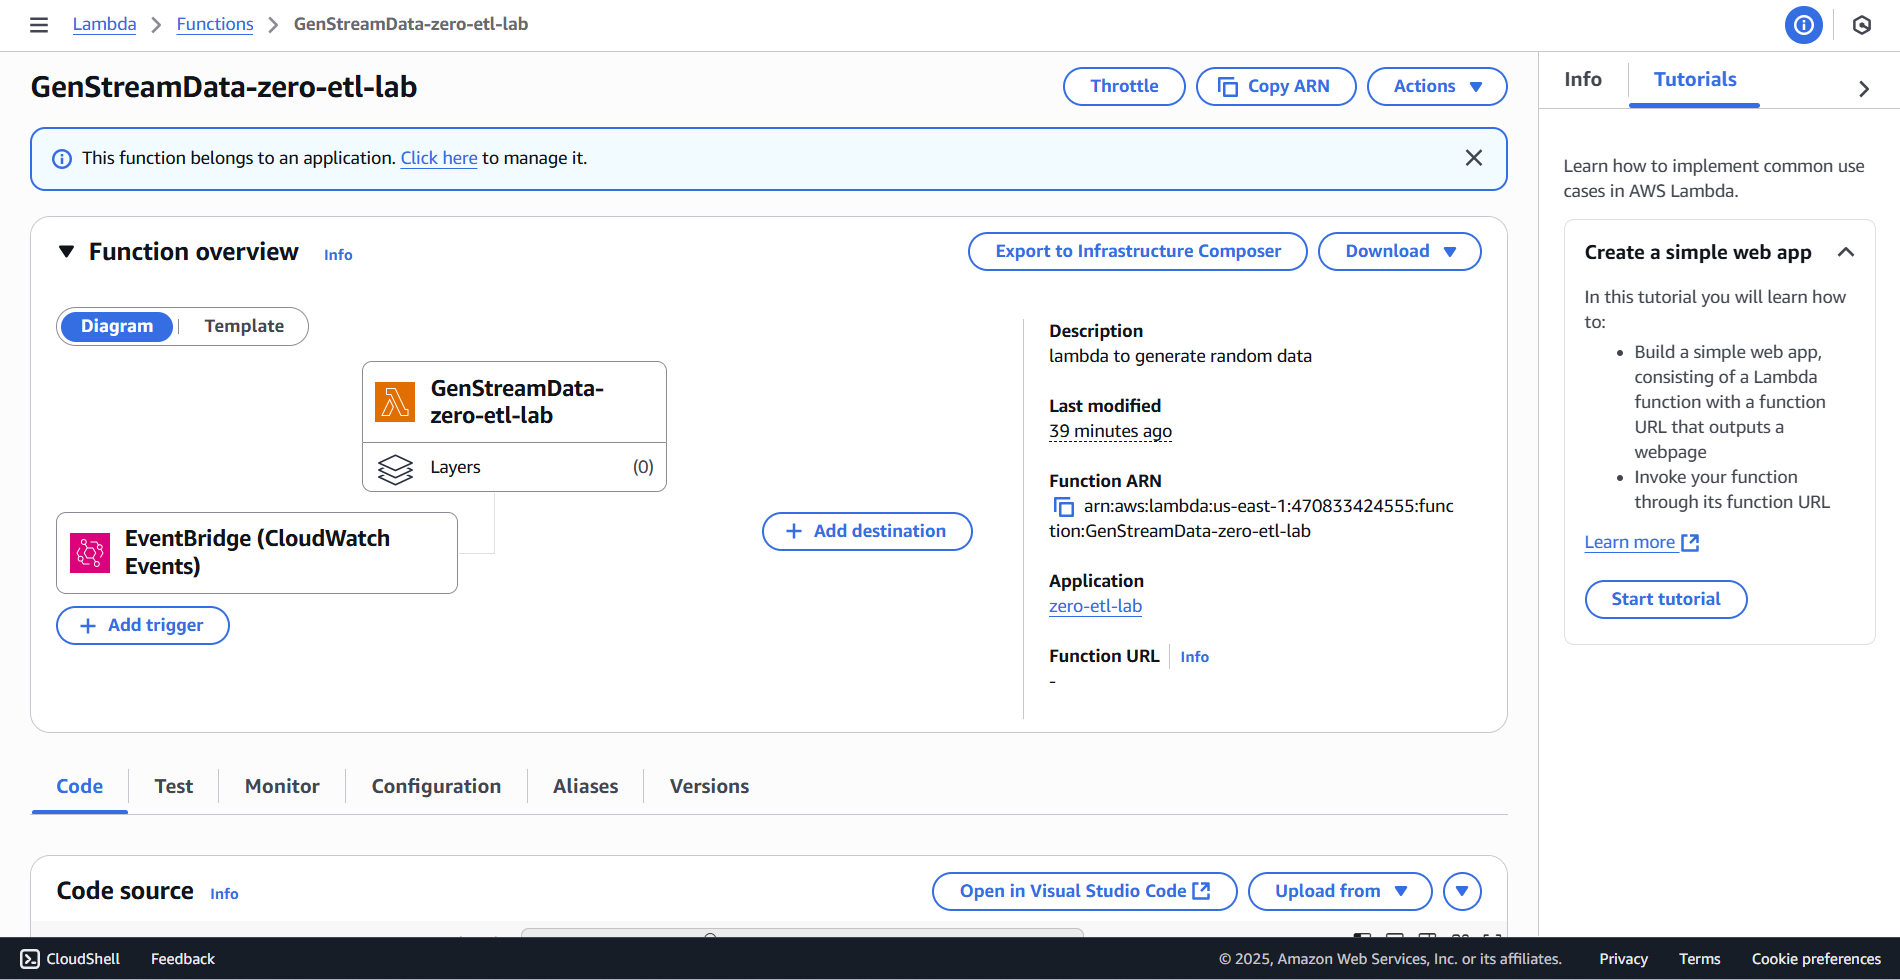 Lambda
Functions
GenStreamData-zero-etl-lab
GenStreamData-zero-etl-lab
Throttle
Copy ARN
Actions
This function belongs to an application. Click here to manage it.
Function overview
Info
Export to Infrastructure Composer
Download
Diagram
Template
GenStreamData-
zero-etl-lab
Layers
(0)
EventBridge (CloudWatch
Events)
Add trigger
Add destination
Description
lambda to generate random data
Last modified
39 minutes ago
Function ARN
arn:aws:lambda:us-east-1:470833424555:func
tion:GenStreamData-zero-etl-lab
Application
zero-etl-lab
Function URL
Info
-
Code
Test
Monitor
Configuration
Aliases
Versions
Code source
Info
Open in Visual Studio Code
Upload from
Info
Tutorials
Learn how to implement common use
cases in AWS Lambda.
Create a simple web app
In this tutorial you will learn how
to:
• Build a simple web app,
consisting of a Lambda
function with a function
URL that outputs a
webpage
• Invoke your function
through its function URL
Learn more
Start tutorial
CloudShell
Feedback
© 2025, Amazon Web Services, Inc. or its affiliates.
Privacy
Terms
Cookie preferences